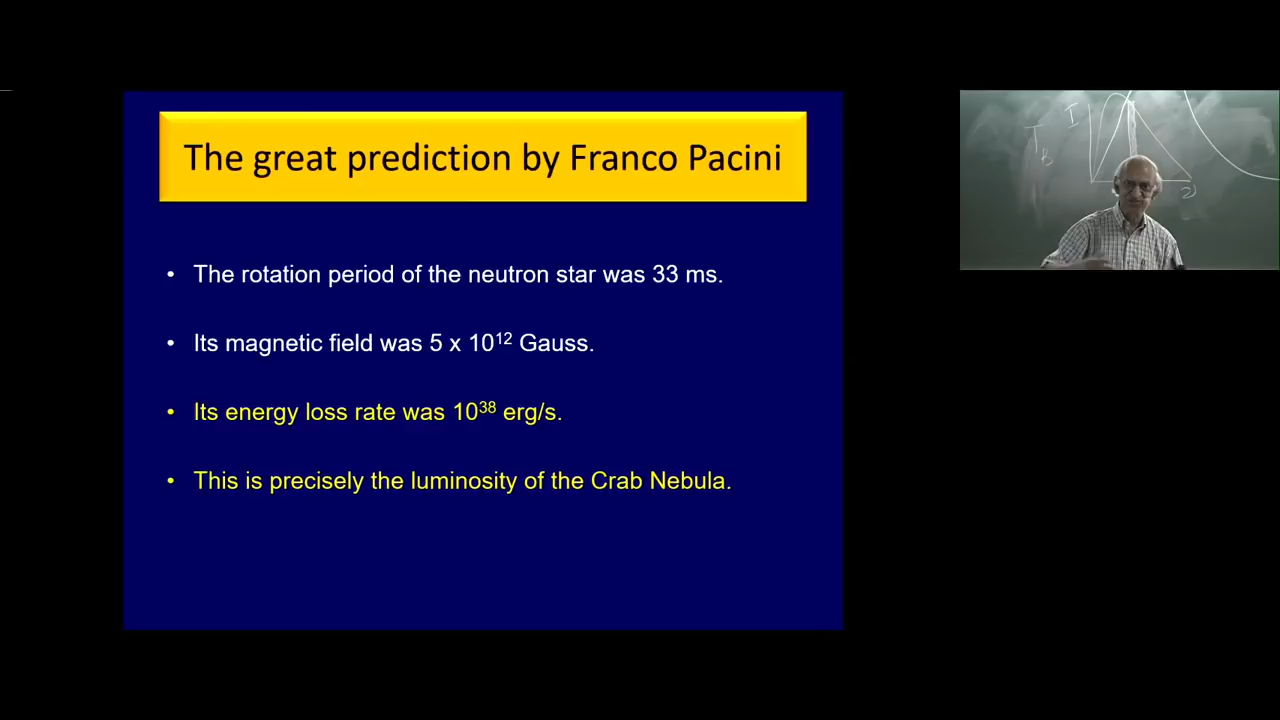 The great prediction by Franco Pacini
• The rotation period of the neutron star was 33 ms.
• Its magnetic field was 5 x 10¹² Gauss.
• Its energy loss rate was 10³⁸ erg/s.
• This is precisely the luminosity of the Crab Nebula.
I
T_B
ν